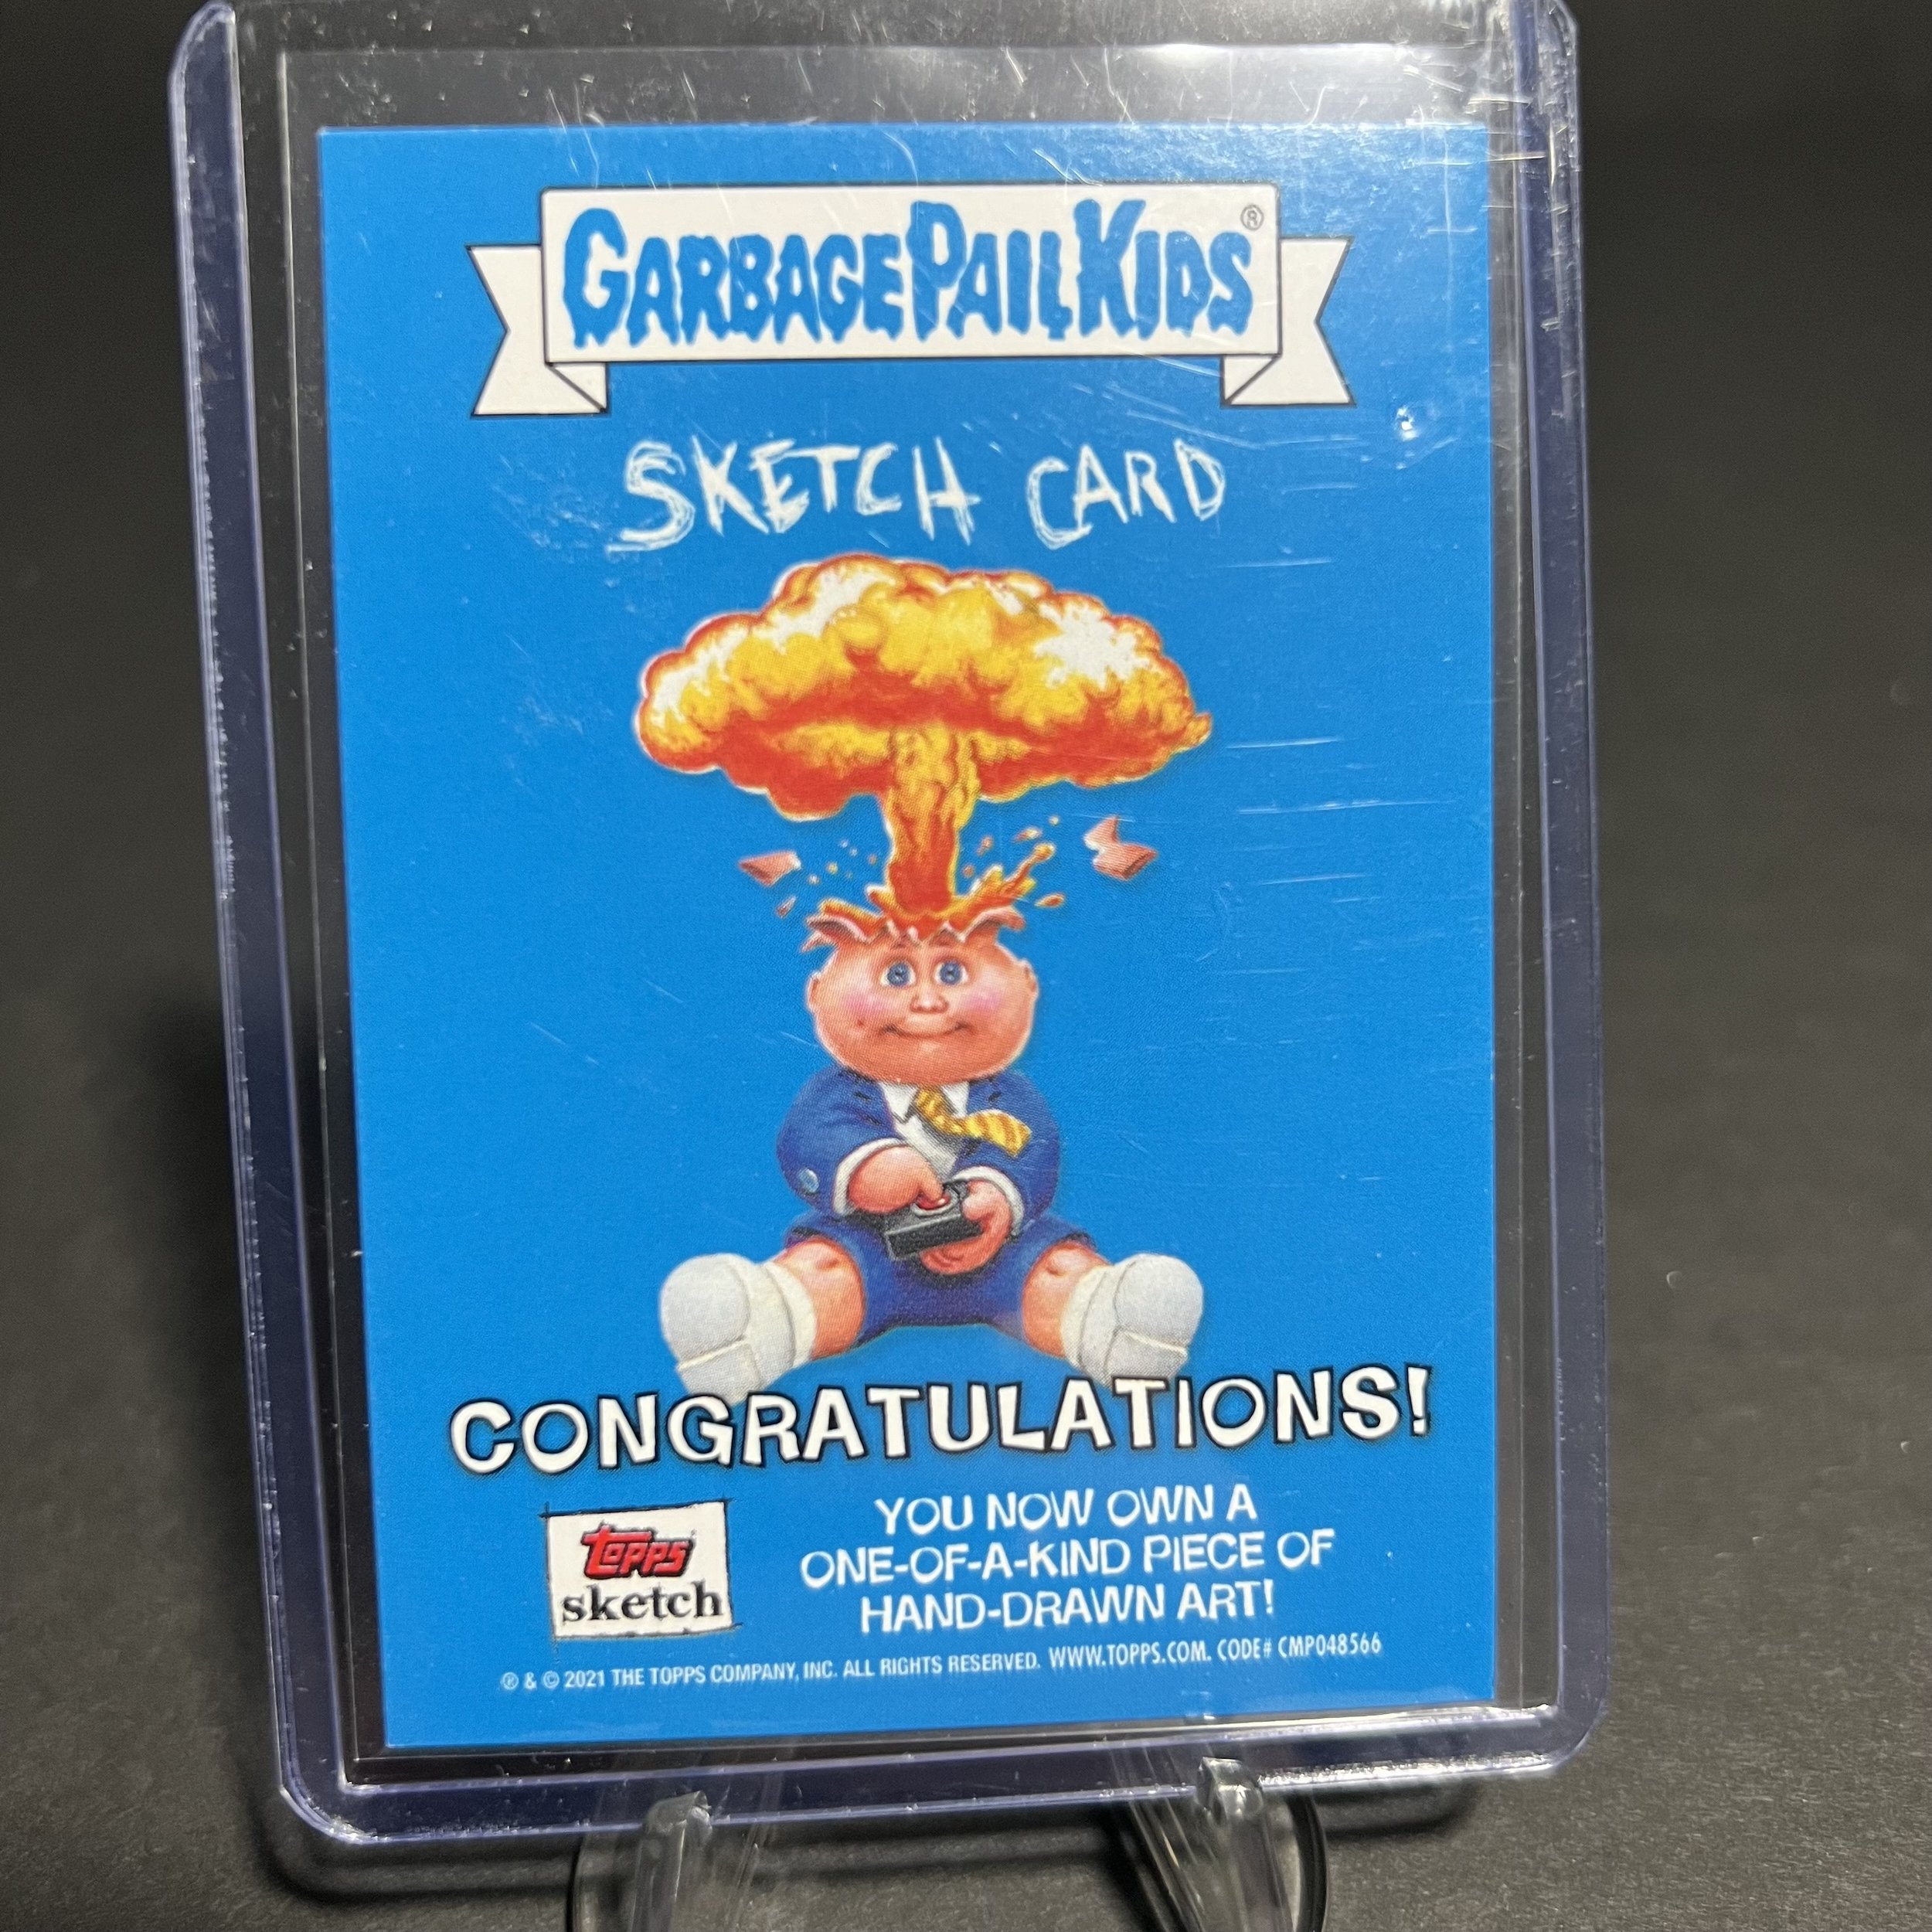 GARBAGE PAIL KIDS®
SKETCH CARD
CONGRATULATIONS!
topps
sketch
YOU NOW OWN A
ONE-OF-A-KIND PIECE OF
HAND-DRAWN ART!
® & © 2021 THE TOPPS COMPANY, INC. ALL RIGHTS RESERVED. WWW.TOPPS.COM. CODE# CMP048566